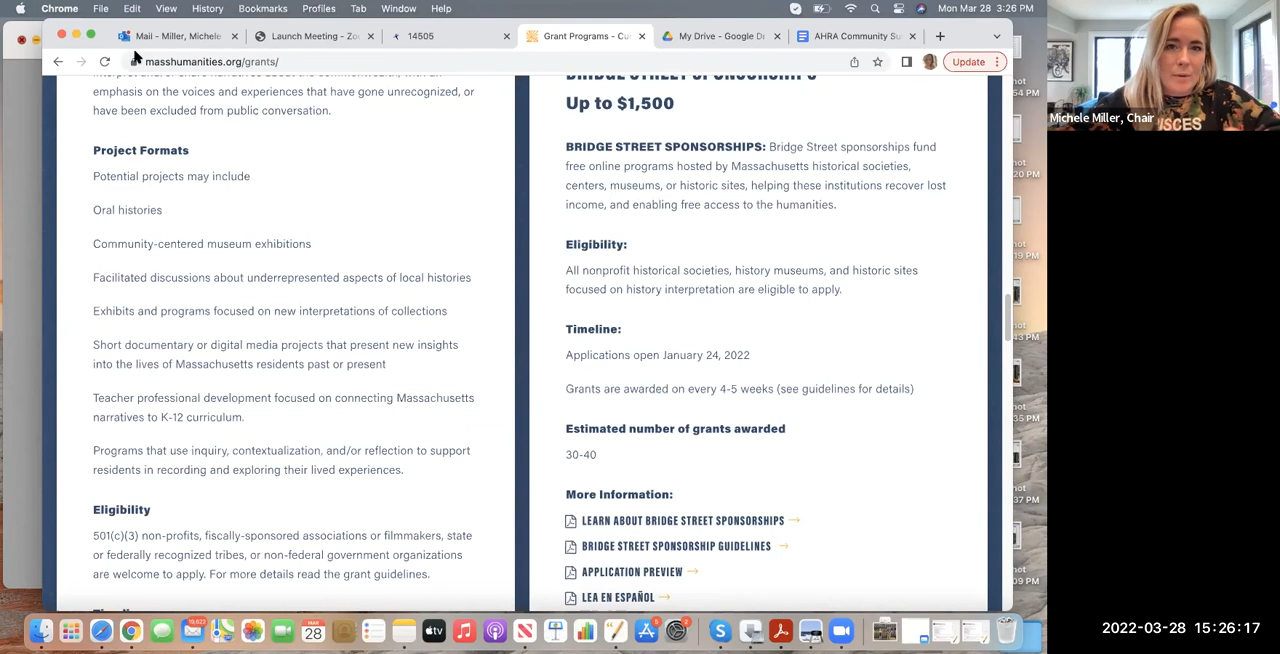 Chrome File Edit View History Bookmarks Profiles Tab Window Help
Mon Mar 28 3:26 PM
Mail - Miller, Michele
Launch Meeting - Zo
14505
Grant Programs - Cu
My Drive - Google D
AHRA Community Su
masshumanities.org/grants/
Update
emphasis on the voices and experiences that have gone unrecognized, or
have been excluded from public conversation.
Project Formats
Potential projects may include
Oral histories
Community-centered museum exhibitions
Facilitated discussions about underrepresented aspects of local histories
Exhibits and programs focused on new interpretations of collections
Short documentary or digital media projects that present new insights
into the lives of Massachusetts residents past or present
Teacher professional development focused on connecting Massachusetts
narratives to K-12 curriculum.
Programs that use inquiry, contextualization, and/or reflection to support
residents in recording and exploring their lived experiences.
Eligibility
501(c)(3) non-profits, fiscally-sponsored associations or filmmakers, state
or federally recognized tribes, or non-federal government organizations
are welcome to apply. For more details read the grant guidelines.
BRIDGE STREET SPONSORSHIPS
Up to $1,500
BRIDGE STREET SPONSORSHIPS: Bridge Street sponsorships fund
free online programs hosted by Massachusetts historical societies,
centers, museums, or historic sites, helping these institutions recover lost
income, and enabling free access to the humanities.
Eligibility:
All nonprofit historical societies, history museums, and historic sites
focused on history interpretation are eligible to apply.
Timeline:
Applications open January 24, 2022
Grants are awarded on every 4-5 weeks (see guidelines for details)
Estimated number of grants awarded
30-40
More Information:
LEARN ABOUT BRIDGE STREET SPONSORSHIPS
BRIDGE STREET SPONSORSHIP GUIDELINES
APPLICATION PREVIEW
LEA EN ESPAÑOL
Michele Miller, Chair
2022-03-28 15:26:17